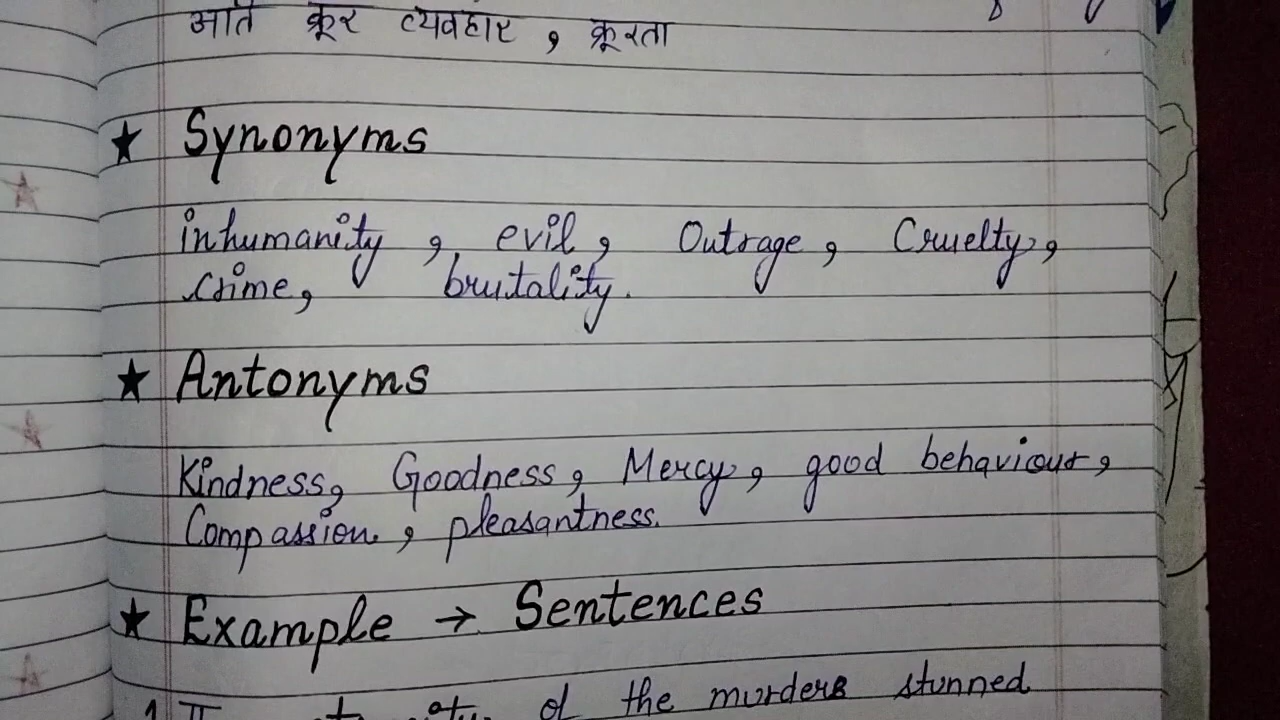 अति क्रूर व्यवहार , क्रूरता
★ Synonyms
inhumanity , evil , Outrage , Cruelty ,
crime , brutality .
★ Antonyms
Kindness , Goodness , Mercy , good behaviour ,
Compassion , pleasantness .
★ Example → Sentences
of the murders stunned